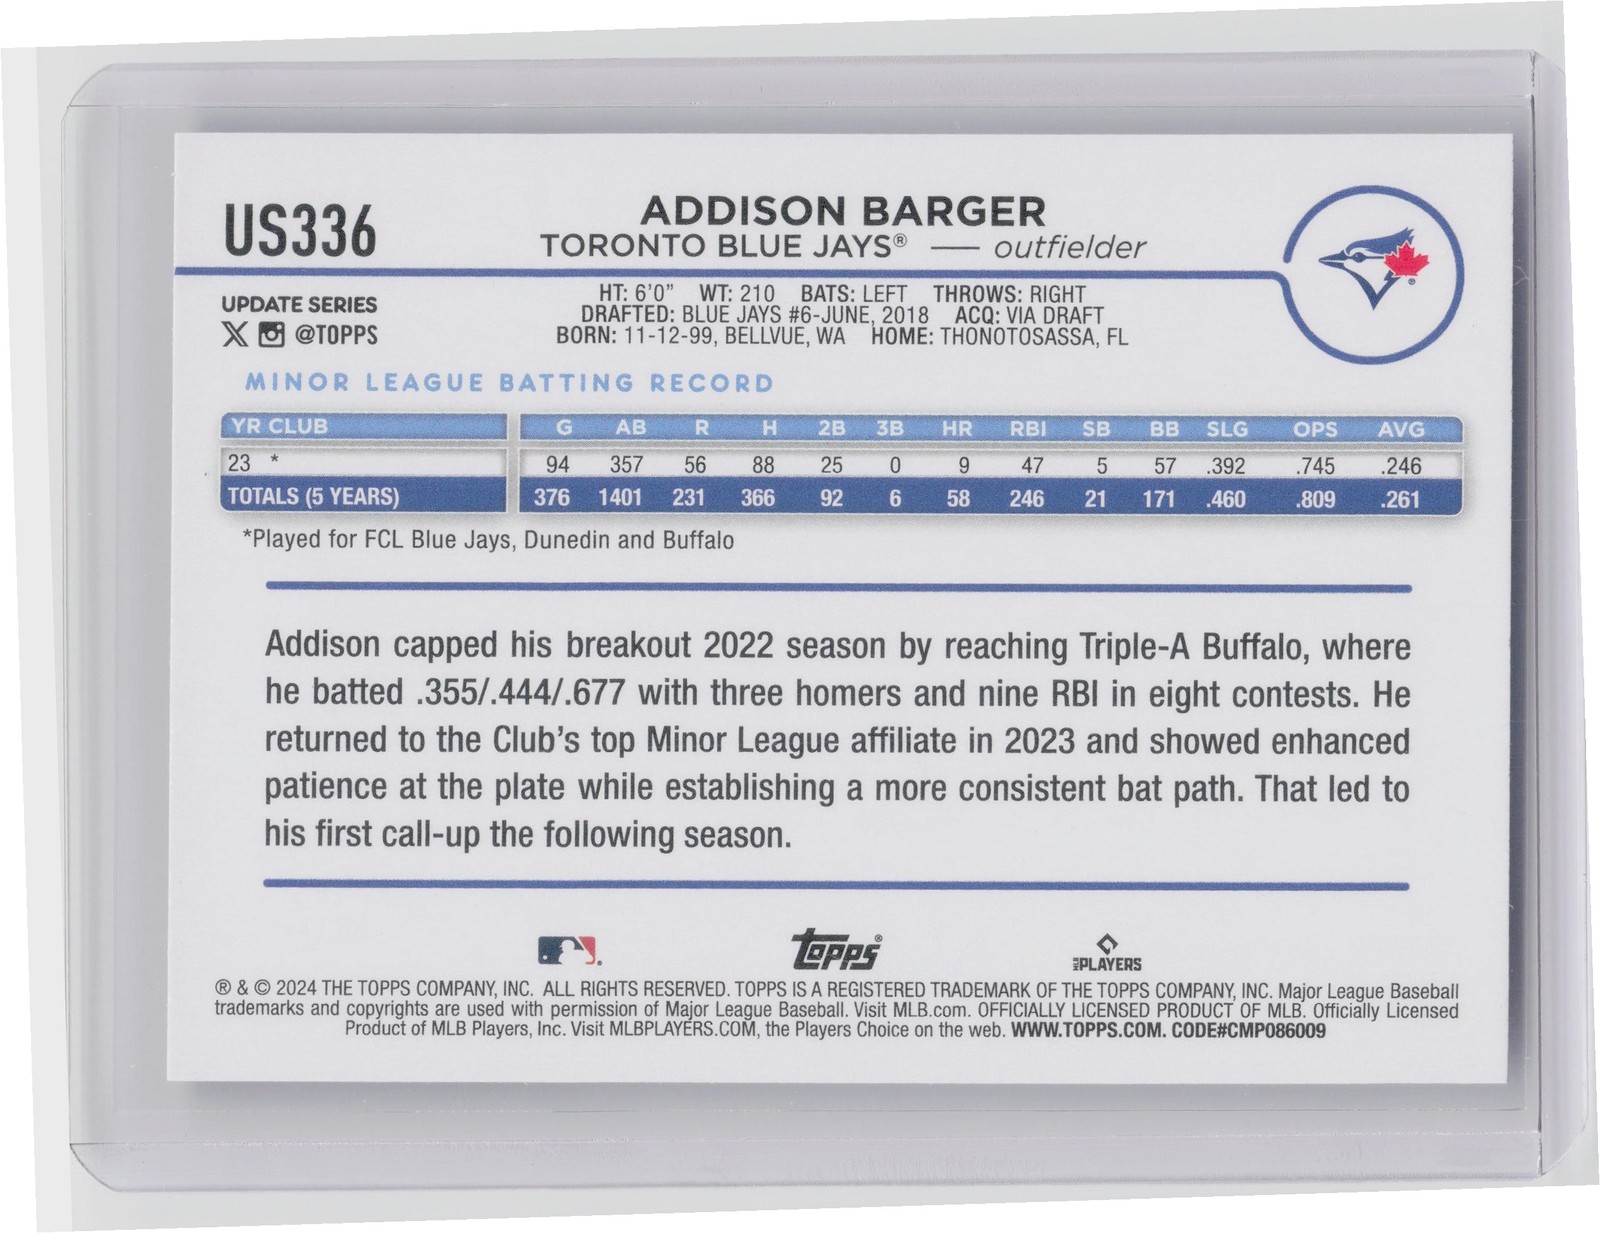 US336
ADDISON BARGER
TORONTO BLUE JAYS® — outfielder
UPDATE SERIES
@TOPPS
HT: 6'0" WT: 210 BATS: LEFT THROWS: RIGHT
DRAFTED: BLUE JAYS #6-JUNE, 2018 ACQ: VIA DRAFT
BORN: 11-12-99, BELLVUE, WA HOME: THONOTOSASSA, FL
MINOR LEAGUE BATTING RECORD
YR CLUB G AB R H 2B 3B HR RBI SB BB SLG OPS AVG
23 * 94 357 56 88 25 0 9 47 5 57 .392 .745 .246
TOTALS (5 YEARS) 376 1401 231 366 92 6 58 246 21 171 .460 .809 .261
*Played for FCL Blue Jays, Dunedin and Buffalo
Addison capped his breakout 2022 season by reaching Triple-A Buffalo, where
he batted .355/.444/.677 with three homers and nine RBI in eight contests. He
returned to the Club's top Minor League affiliate in 2023 and showed enhanced
patience at the plate while establishing a more consistent bat path. That led to
his first call-up the following season.
topps®
MLB PLAYERS
® & © 2024 THE TOPPS COMPANY, INC. ALL RIGHTS RESERVED. TOPPS IS A REGISTERED TRADEMARK OF THE TOPPS COMPANY, INC. Major League Baseball
trademarks and copyrights are used with permission of Major League Baseball. Visit MLB.com. OFFICIALLY LICENSED PRODUCT OF MLB. Officially Licensed
Product of MLB Players, Inc. Visit MLBPLAYERS.COM, the Players Choice on the web. WWW.TOPPS.COM. CODE#CMP086009